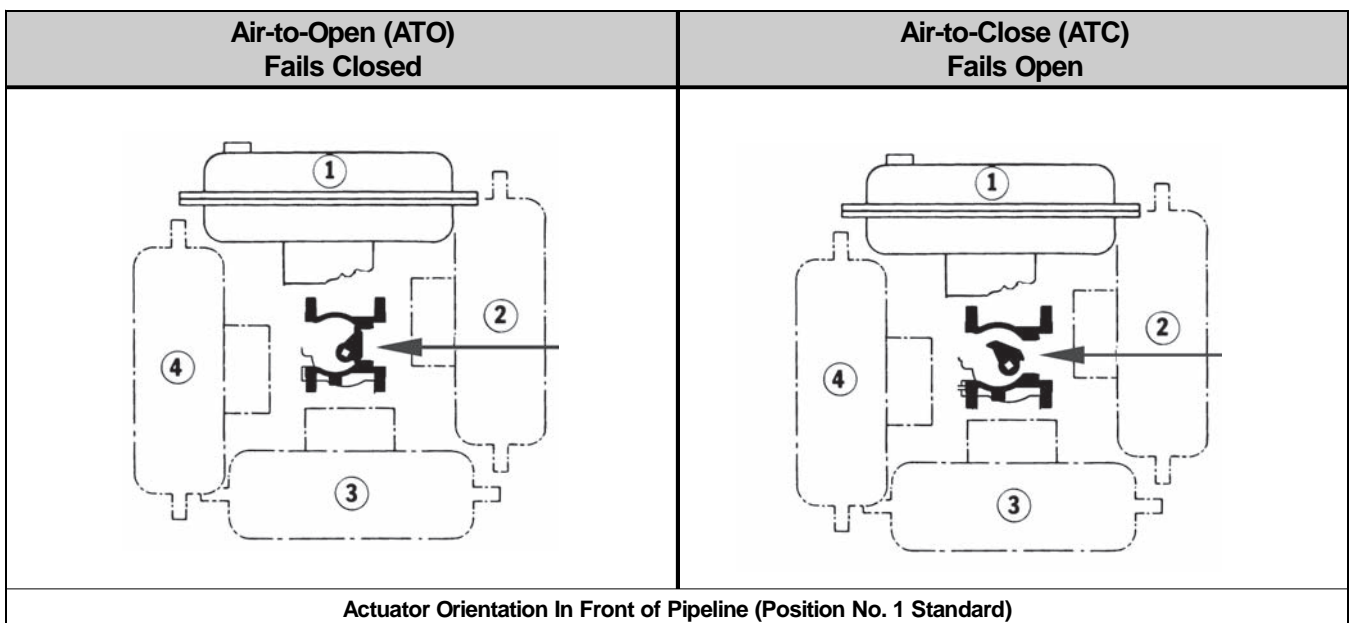 Air-to-Open (ATO)
Fails Closed
Air-to-Close (ATC)
Fails Open
1
2
4
3
1
2
4
3
Actuator Orientation In Front of Pipeline (Position No. 1 Standard)